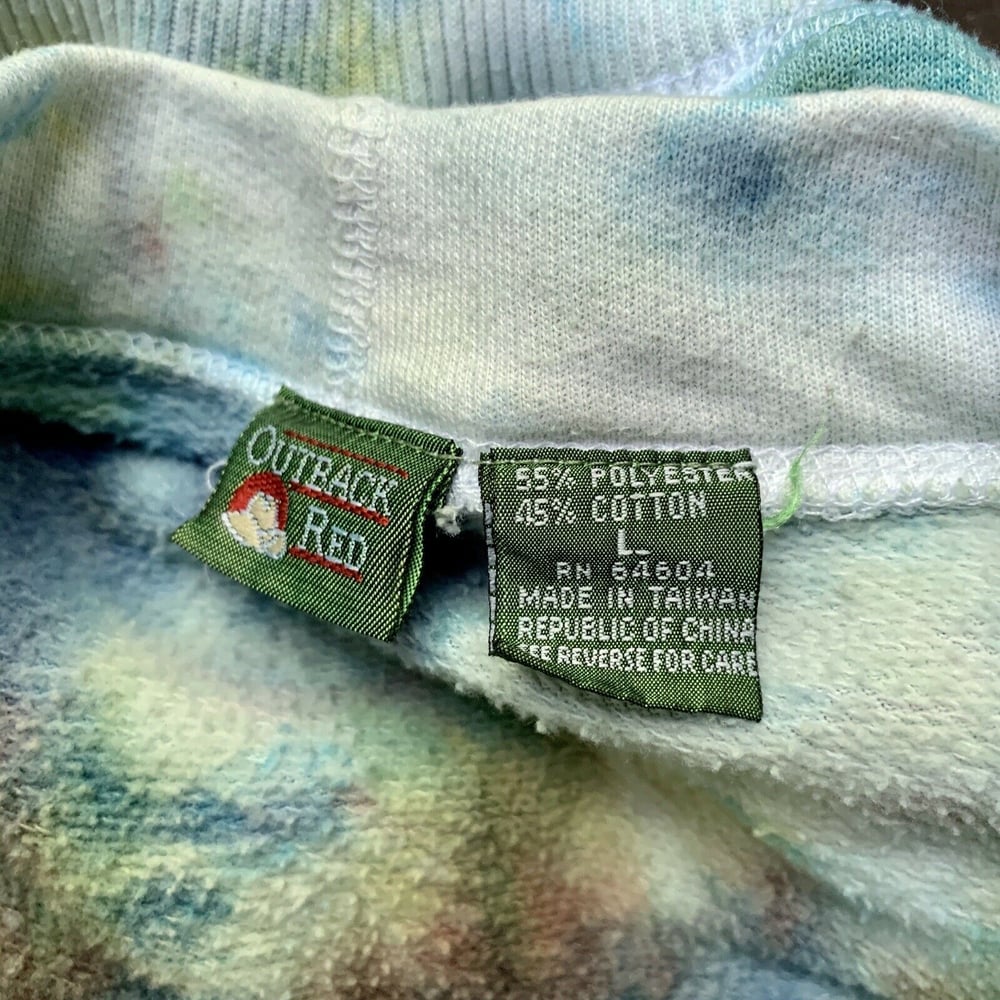 OUTBACK
RED
55% POLYESTER
45% COTTON
L
RN 64604
MADE IN TAIWAN
REPUBLIC OF CHINA
SEE REVERSE FOR CARE